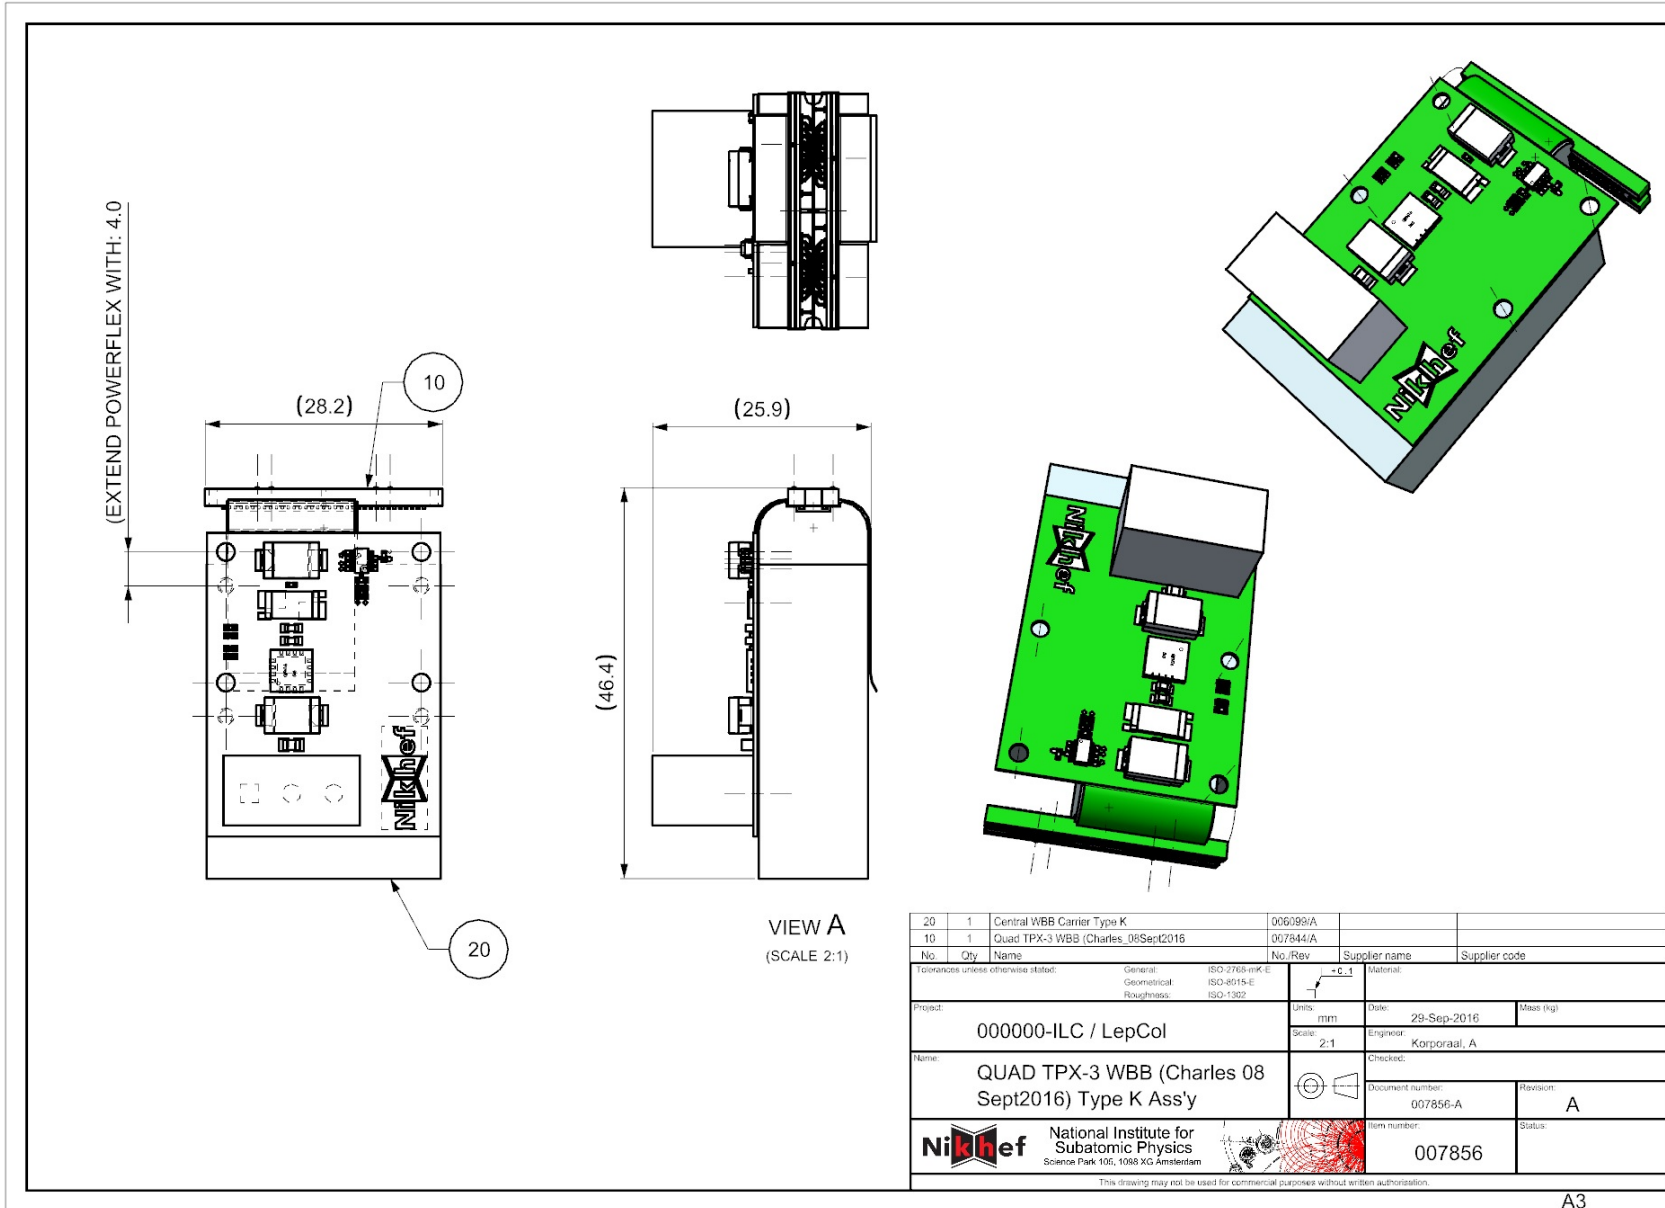 (EXTEND POWERFLEX WITH: 4.0
(28.2)
10
(25.9)
(46.4)
Nikhef
20
VIEW A
(SCALE 2:1)
Nikhef
Nikhef
20 1 Central WBB Carrier Type K 006099/A
10 1 Quad TPX-3 WBB (Charles_08Sept2016 007844/A
No. Qty Name No./Rev Supplier name Supplier code
Tolerances unless otherwise stated: General: ISO-2768-mK-E
Geometrical: ISO-8015-E
Roughness: ISO-1302
+0.1
Material:
Project:
000000-ILC / LepCol
Units: mm
Date: 29-Sep-2016
Mass (kg)
Scale: 2:1
Engineer: Korporaal, A
Name:
QUAD TPX-3 WBB (Charles 08
Sept2016) Type K Ass'y
Checked:
Document number:
007856-A
Revision:
A
Nikhef
National Institute for
Subatomic Physics
Science Park 105, 1098 XG Amsterdam
Item number:
007856
Status:
This drawing may not be used for commercial purposes without written authorisation.
A3